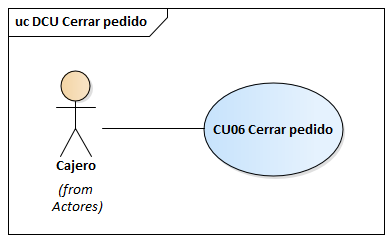 uc DCU Cerrar pedido
CU06 Cerrar pedido
Cajero
(from
Actores)